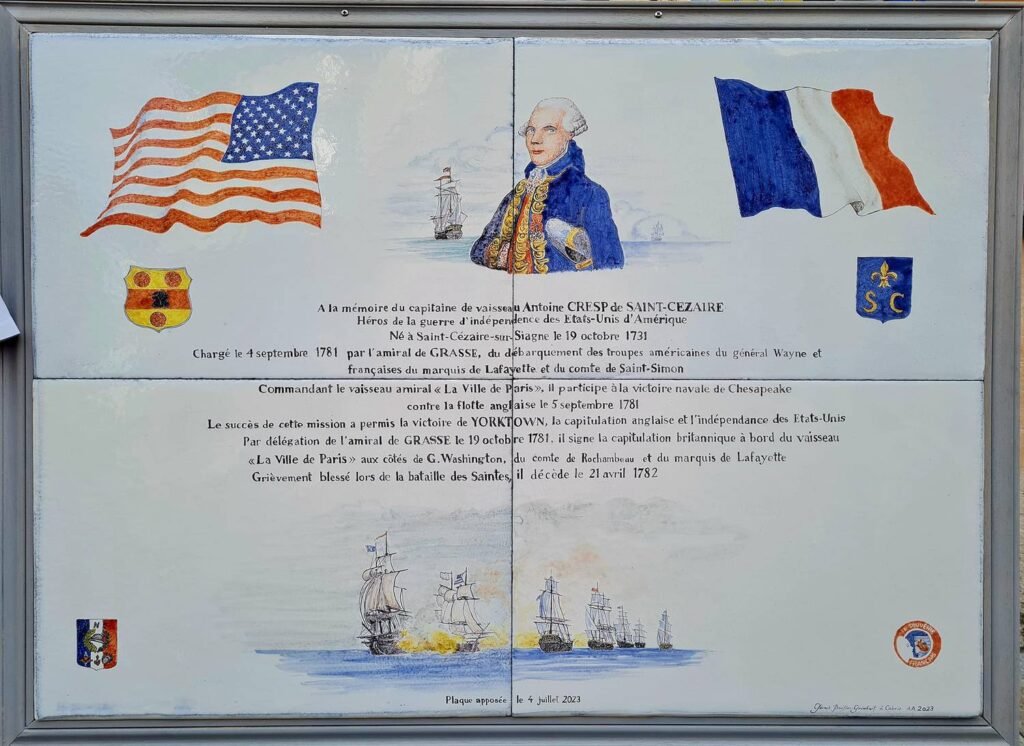 S C
A la mémoire du capitaine de vaisseau Antoine CRESP de SAINT-CEZAIRE
Héros de la guerre d'indépendence des Etats-Unis d'Amérique
Né à Saint-Cézaire-sur-Siagne le 19 octobre 1731
Chargé le 4 septembre 1781 par l'amiral de GRASSE, du débarquement des troupes américaines du général Wayne et
françaises du marquis de Lafayette et du comte de Saint-Simon
Commandant le vaisseau amiral « La Ville de Paris », il participe à la victoire navale de Chesapeake
contre la flotte anglaise le 5 septembre 1781
Le succès de cette mission a permis la victoire de YORKTOWN, la capitulation anglaise et l'indépendance des Etats-Unis
Par délégation de l'amiral de GRASSE le 19 octobre 1781, il signe la capitulation britannique à bord du vaisseau
« La Ville de Paris » aux côtés de G. Washington, du comte de Rochambeau et du marquis de Lafayette
Grièvement blessé lors de la bataille des Saintes, il décède le 21 avril 1782
N
LE SOUVENIR
FRANÇAIS
Plaque apposée le 4 juillet 2023
à Cabris AA 2023